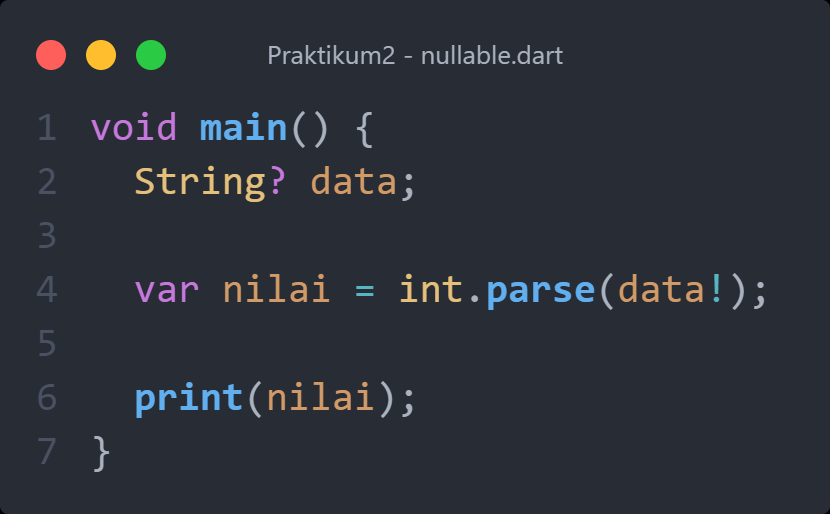 Praktikum2 - nullable.dart
1 void main() {
2   String? data;
3
4   var nilai = int.parse(data!);
5
6   print(nilai);
7 }